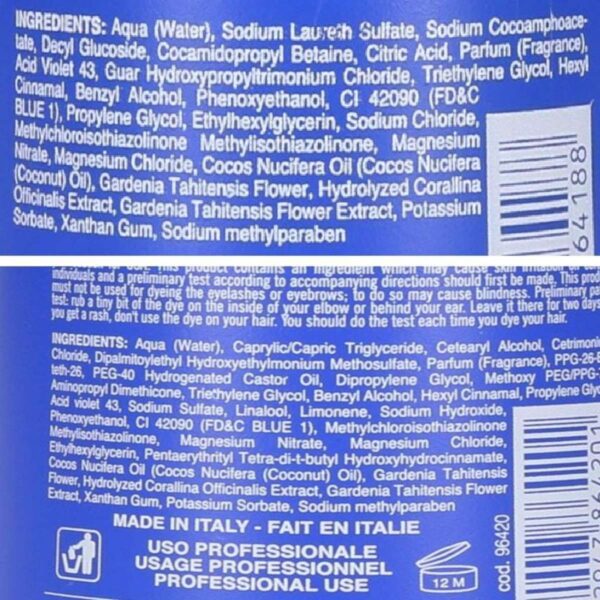 INGREDIENTS: Aqua (Water), Sodium Laureth Sulfate, Sodium Cocoamphoace-
tate, Decyl Glucoside, Cocamidopropyl Betaine, Citric Acid, Parfum (Fragrance),
Acid Violet 43, Guar Hydroxypropyltrimonium Chloride, Triethylene Glycol, Hexyl
Cinnamal, Benzyl Alcohol, Phenoxyethanol, CI 42090 (FD&C
BLUE 1), Propylene Glycol, Ethylhexylglycerin, Sodium Chloride,
Methylchloroisothiazolinone Methylisothiazolinone, Magnesium
Nitrate, Magnesium Chloride, Cocos Nucifera Oil (Cocos Nucifera
(Coconut) Oil), Gardenia Tahitensis Flower, Hydrolyzed Corallina
Officinalis Extract, Gardenia Tahitensis Flower Extract, Potassium
Sorbate, Xanthan Gum, Sodium methylparaben
64188
This product contains an ingredient which may cause skin
individuals and a preliminary test according to accompanying directions should first be made. This
must not be used for dyeing the eyelashes or eyebrows; to do so may cause blindness. Preliminary
test: rub a tiny bit of the dye on the inside of your elbow or behind your ear. Leave it there for two days.
you get a rash, don't use the dye on your hair. You should do the test each time you dye your hair.
INGREDIENTS: Aqua (Water), Caprylic/Capric Triglyceride, Cetearyl Alcohol,
Chloride, Dipalmitoylethyl Hydroxyethylmonium Methosulfate, Parfum (Fragrance),
teth-26, PEG-40 Hydrogenated Castor Oil, Dipropylene Glycol, Methoxy
Aminopropyl Dimethicone, Triethylene Glycol, Benzyl Alcohol, Hexyl Cinnamal,
Acid violet 43, Sodium Sulfate, Linalool, Limonene, Sodium Hydroxide,
Phenoxyethanol, CI 42090 (FD&C BLUE 1), Methylchloroisothiazolinone
Methylisothiazolinone, Magnesium Nitrate, Magnesium Chloride,
Ethylhexylglycerin, Pentaerythrityl Tetra-di-t-butyl Hydroxyhydrocinnamate,
Cocos Nucifera Oil (Cocos Nucifera (Coconut) Oil), Gardenia Tahitensis
Flower, Hydrolyzed Corallina Officinalis Extract, Gardenia Tahitensis Flower
Extract, Xanthan Gum, Potassium Sorbate, Sodium methylparaben
MADE IN ITALY - FAIT EN ITALIE
USO PROFESSIONALE
USAGE PROFESSIONNEL
PROFESSIONAL USE
12 M
cod. 96420